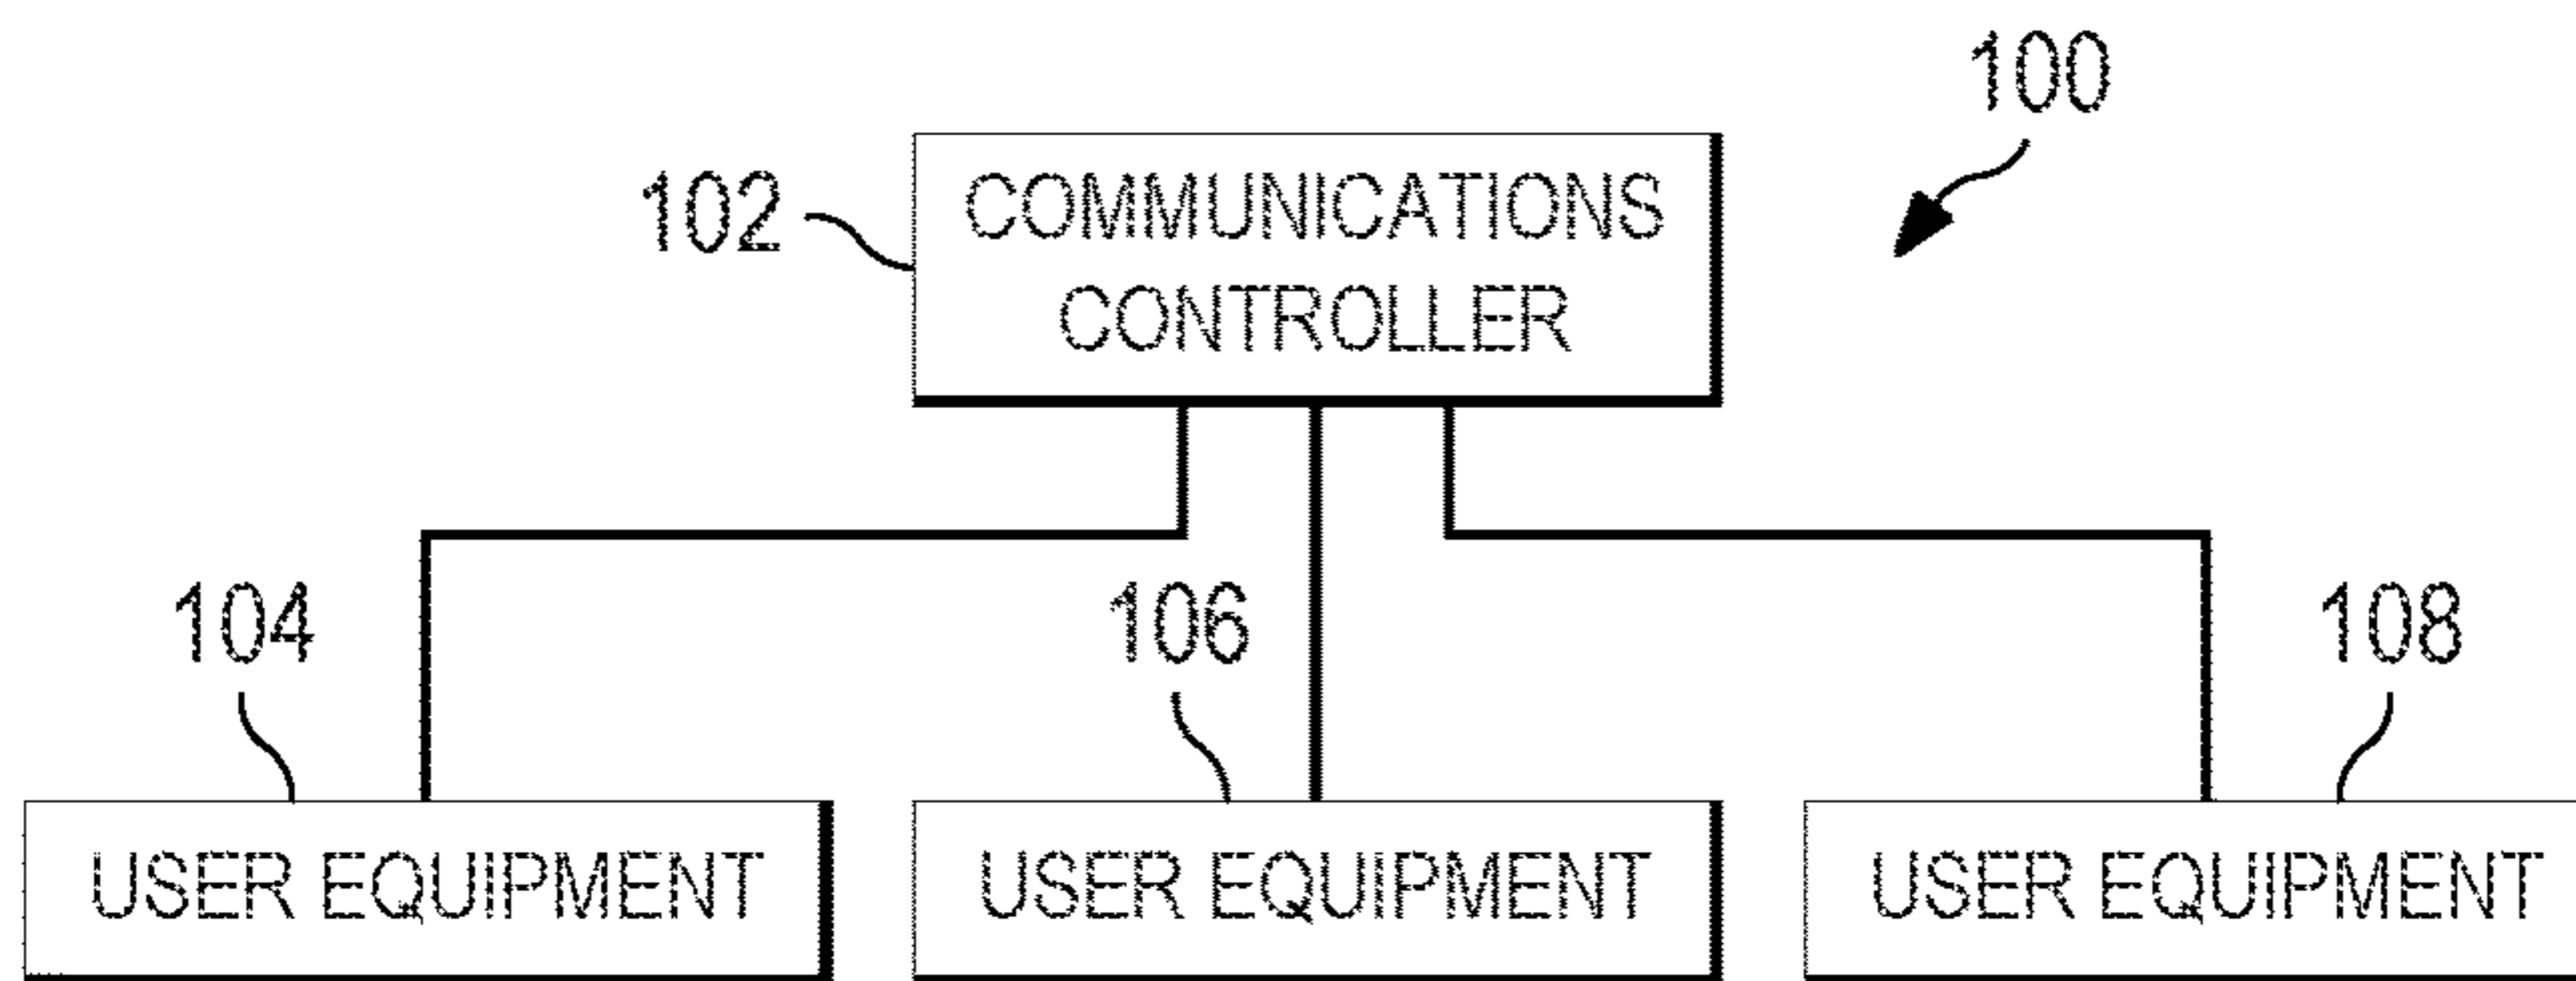 100
102
COMMUNICATIONS
CONTROLLER
104
106
108
USER EQUIPMENT
USER EQUIPMENT
USER EQUIPMENT